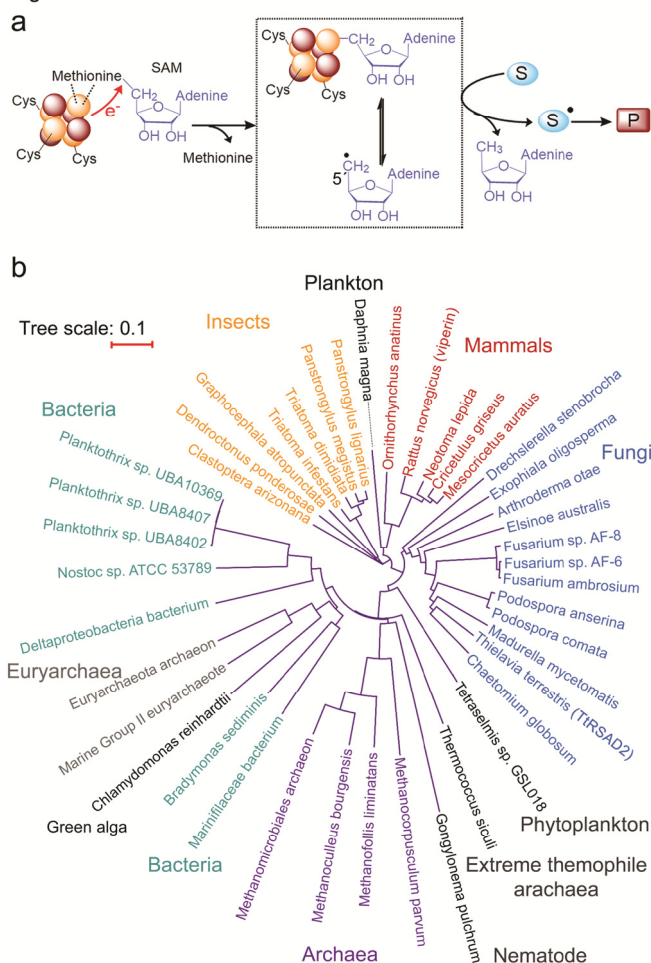 a
Cys
Methionine
SAM
CH₂
Adenine
O
e⁻
OH OH
Cys
Cys
Methionine
Cys
CH₂
Adenine
O
OH OH
Cys
Cys
•
CH₂
5'
Adenine
O
OH OH
S
S•
P
CH₃
Adenine
O
OH OH
b
Tree scale: 0.1
Plankton
Insects
Mammals
Bacteria
Fungi
Euryarchaea
Green alga
Bacteria
Archaea
Nematode
Extreme themophile
arachaea
Phytoplankton
Daphnia magna
Ornithorhynchus anatinus
Rattus norvegicus (viperin)
Neotoma lepida
Cricetulus griseus
Mesocricetus auratus
Drechslerella stenobrocha
Exophiala oligosperma
Arthroderma otae
Elsinoe australis
Fusarium sp. AF-8
Fusarium sp. AF-6
Fusarium ambrosium
Podospora anserina
Podospora comata
Madurella mycetomatis
Thielavia terrestris (TtRSAD2)
Chaetomium globosum
Tetraselmis sp. GSL018
Thermococcus siculi
Gongylonema pulchrum
Methanocorpusculum parvum
Methanofollis liminatans
Methanoculleus bourgensis
Methanomicrobiales archaeon
Marinifilaceae bacterium
Bradymonas sediminis
Chlamydomonas reinhardtii
Marine Group II euryarchaeote
Euryarchaeota archaeon
Deltaproteobacteria bacterium
Nostoc sp. ATCC 53789
Planktothrix sp. UBA8402
Planktothrix sp. UBA8407
Planktothrix sp. UBA10369
Clastoptera arizonana
Dendroctonus ponderosae
Graphocephala atropunctata
Triatoma infestans
Triatoma dimidiata
Panstrongylus megistus
Panstrongylus lignarius